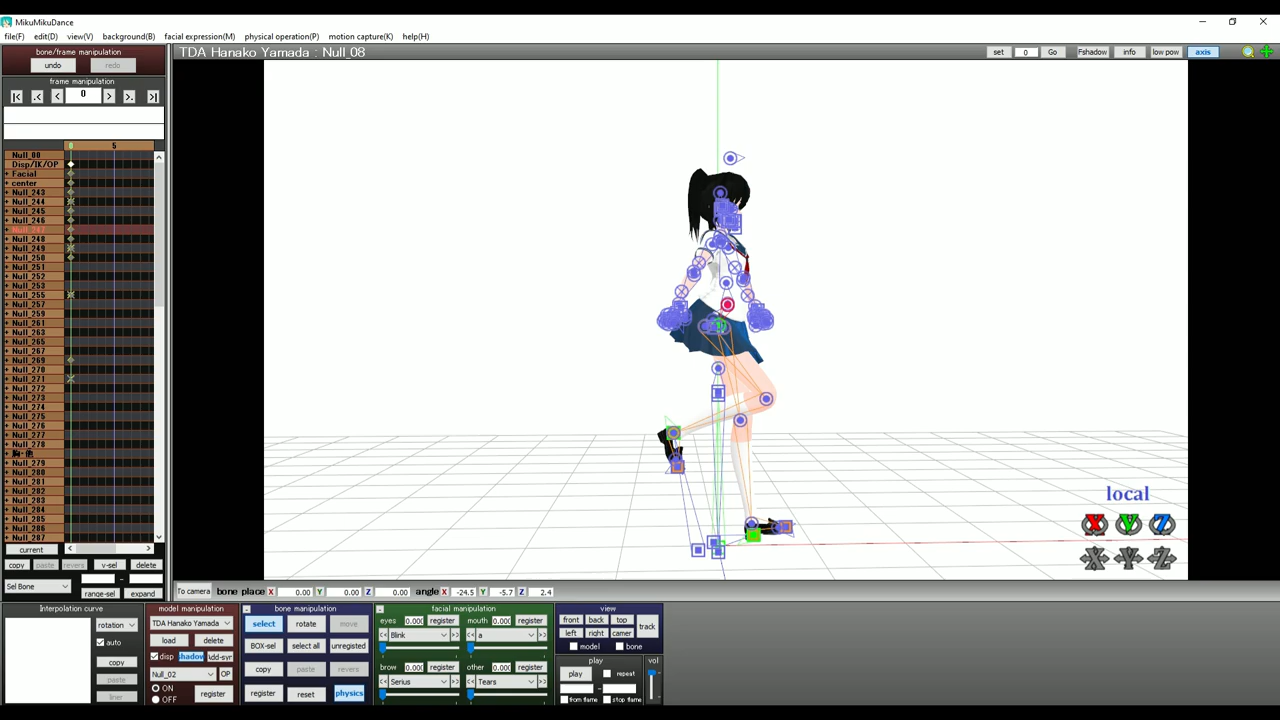 MikuMikuDance
file(F) edit(D) view(V) background(B) facial expression(M) physical operation(P) motion capture(K) help(H)
bone/frame manipulation
undo redo
frame manipulation
|< .< < 0 > >. >|
TDA Hanako Yamada : Null_08
set 0 Go Fshadow info low pow axis
0 5
Null_00
Disp/IK/OP
+ Facial
+ center
+ Null_243
+ Null_244
+ Null_245
+ Null_246
+ Null_247
+ Null_248
+ Null_249
+ Null_250
+ Null_251
+ Null_252
+ Null_253
+ Null_255
+ Null_257
+ Null_259
+ Null_261
+ Null_263
+ Null_265
+ Null_267
+ Null_269
+ Null_270
+ Null_271
+ Null_272
+ Null_273
+ Null_274
+ Null_275
+ Null_276
+ Null_277
+ Null_278
+ Null_279
+ Null_280
+ Null_281
+ Null_282
+ Null_283
+ Null_284
+ Null_285
+ Null_286
+ Null_287
current
copy paste revers v-sel delete
Sel Bone ~
range-sel expand
local
X Y Z
X Y Z
To camera bone place X 0.00 Y 0.00 Z 0.00 angle X -24.5 Y -5.7 Z 2.4
Interpolation curve
rotation
auto
copy
paste
liner
model manipulation
TDA Hanako Yamada
load delete
disp shadow Add-syn
Null_02 OP
ON
OFF
register
- bone manipulation
select rotate move
BOX-sel select all unregisted
copy paste revers
register reset physics
- facial manipulation
eyes 0.000 register mouth 0.000 register
<< Blink >> << a >>
brow 0.000 register other 0.000 register
<< Serius >> << Tears >>
view
front back top
left right camer
track
model bone
play
play repeat
~
from flame stop flame
vol